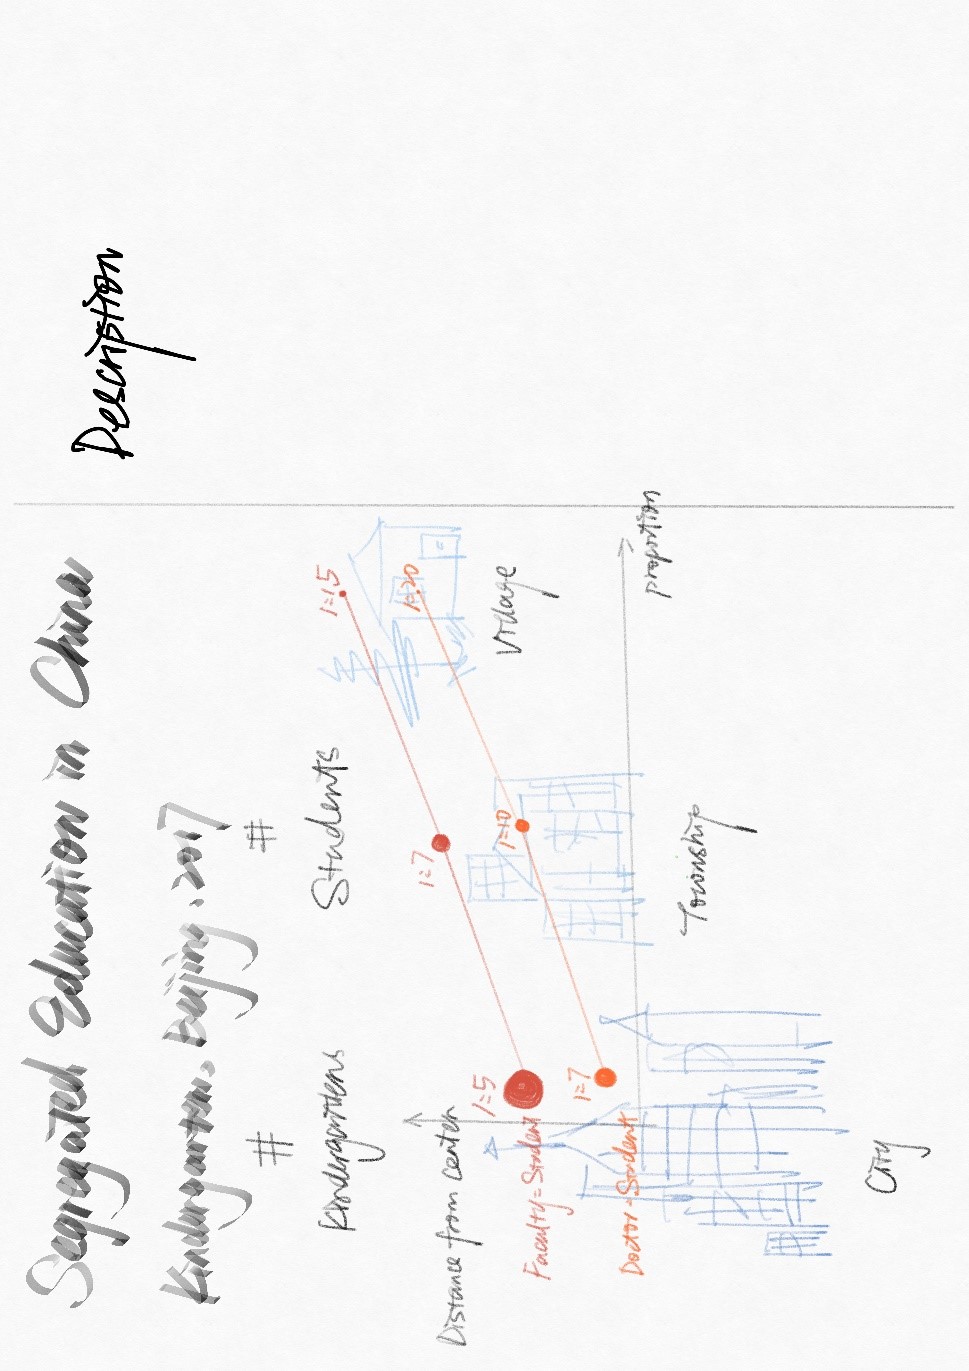 Segregated Education in China
Description
Kindergarten, Beijing, 2017
# #
Kindergartens Students
1:15
1:7
1:20
Distance from center
1:5
1:10
Village
Faculty:Student
1:7
Doctor:Student
proportion
Township
City